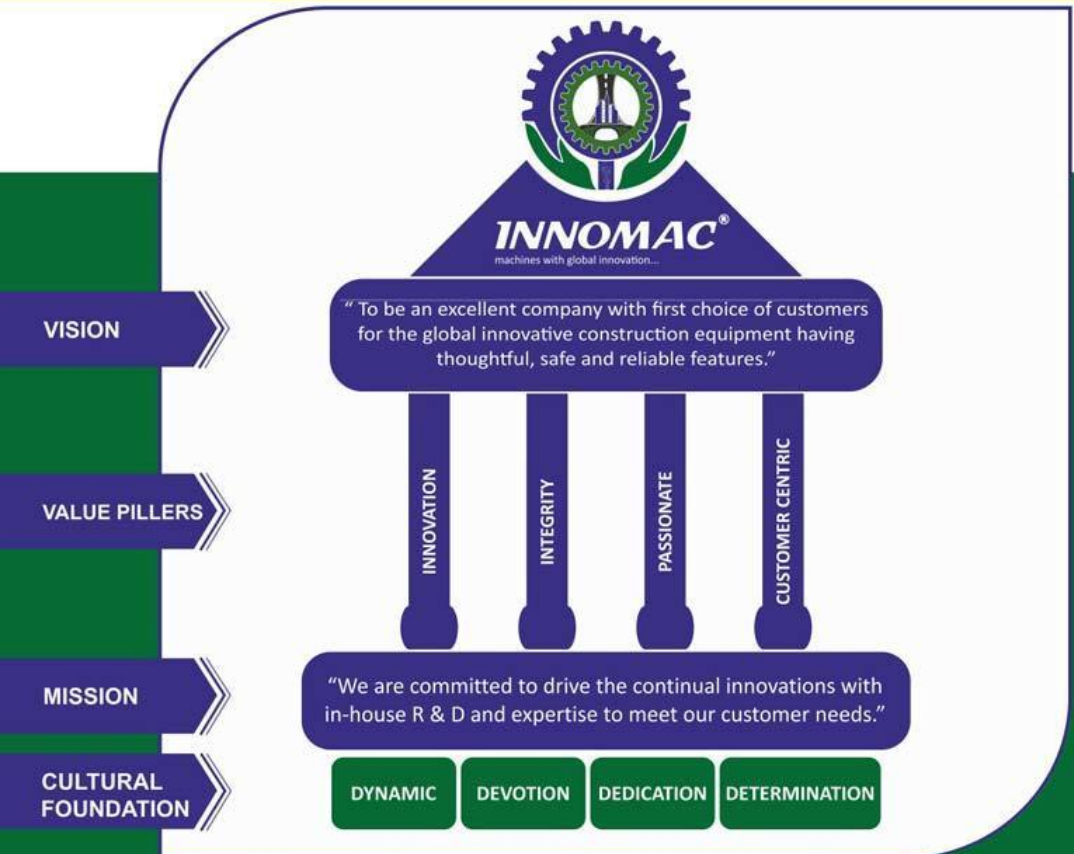 INNOMAC®
machines with global innovation...
VISION
“ To be an excellent company with first choice of customers
for the global innovative construction equipment having
thoughtful, safe and reliable features.”
VALUE PILLERS
INNOVATION
INTEGRITY
PASSIONATE
CUSTOMER CENTRIC
MISSION
“We are committed to drive the continual innovations with
in-house R & D and expertise to meet our customer needs.”
CULTURAL
FOUNDATION
DYNAMIC
DEVOTION
DEDICATION
DETERMINATION